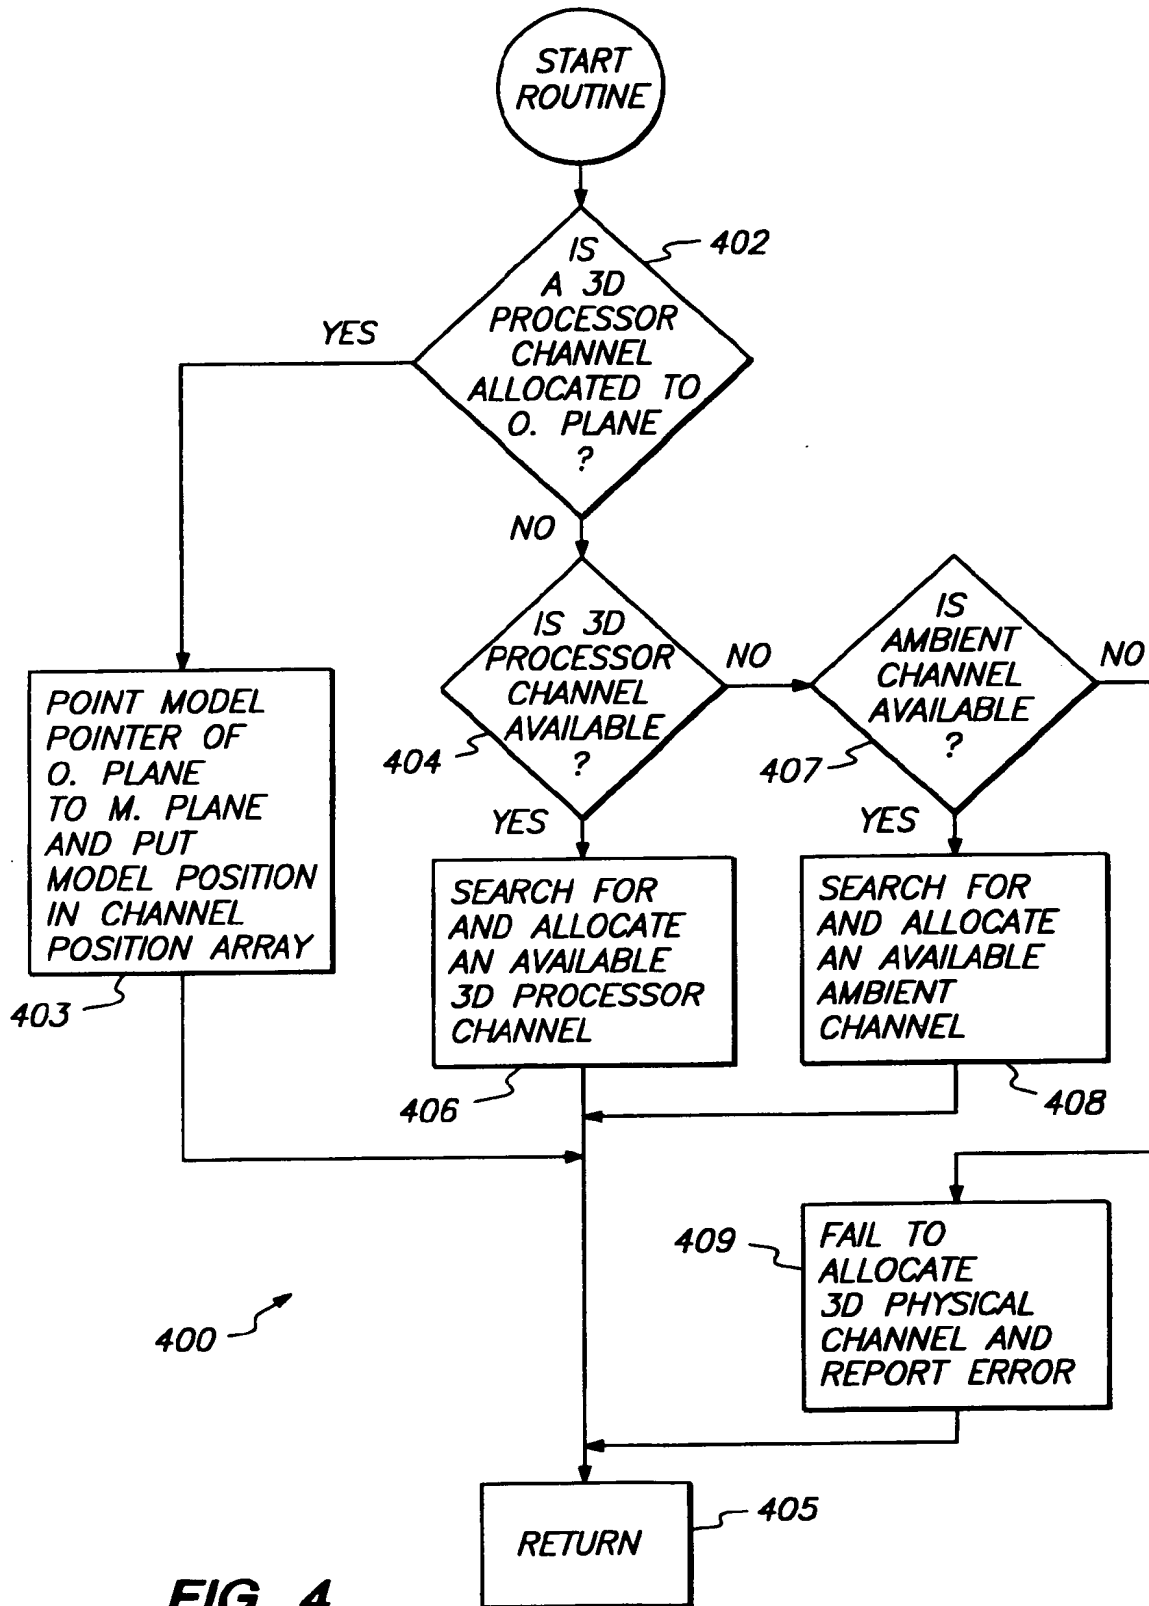 START
ROUTINE
IS
A 3D
PROCESSOR
CHANNEL
ALLOCATED TO
O. PLANE
?
402
YES
NO
POINT MODEL
POINTER OF
O. PLANE
TO M. PLANE
AND PUT
MODEL POSITION
IN CHANNEL
POSITION ARRAY
403
IS 3D
PROCESSOR
CHANNEL
AVAILABLE
?
404
NO
YES
IS
AMBIENT
CHANNEL
AVAILABLE
?
407
NO
YES
SEARCH FOR
AND ALLOCATE
AN AVAILABLE
3D PROCESSOR
CHANNEL
406
SEARCH FOR
AND ALLOCATE
AN AVAILABLE
AMBIENT
CHANNEL
408
409
FAIL TO
ALLOCATE
3D PHYSICAL
CHANNEL AND
REPORT ERROR
400
RETURN
405
FIG. 4